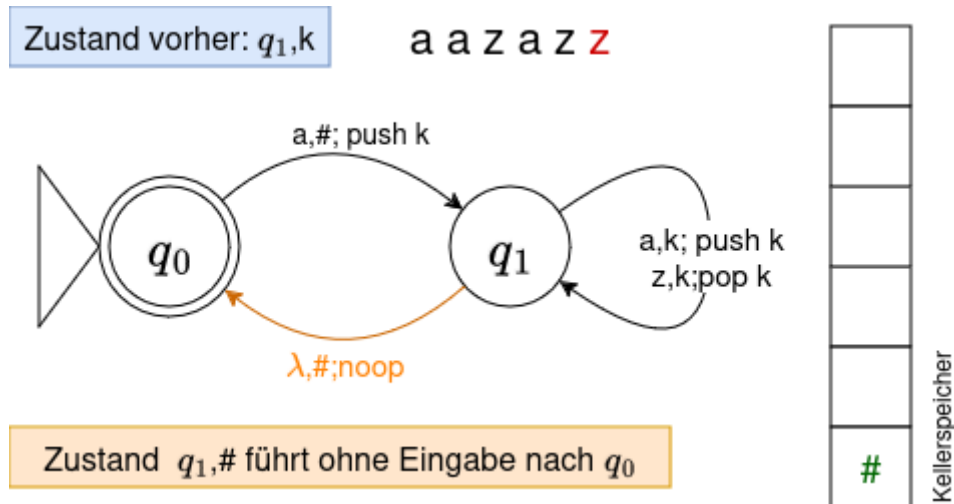 Zustand vorher: q₁,k
a a z a z z
a,#; push k
q₀
q₁
a,k; push k
z,k;pop k
λ,#;noop
Zustand q₁,# führt ohne Eingabe nach q₀
#
Kellerspeicher